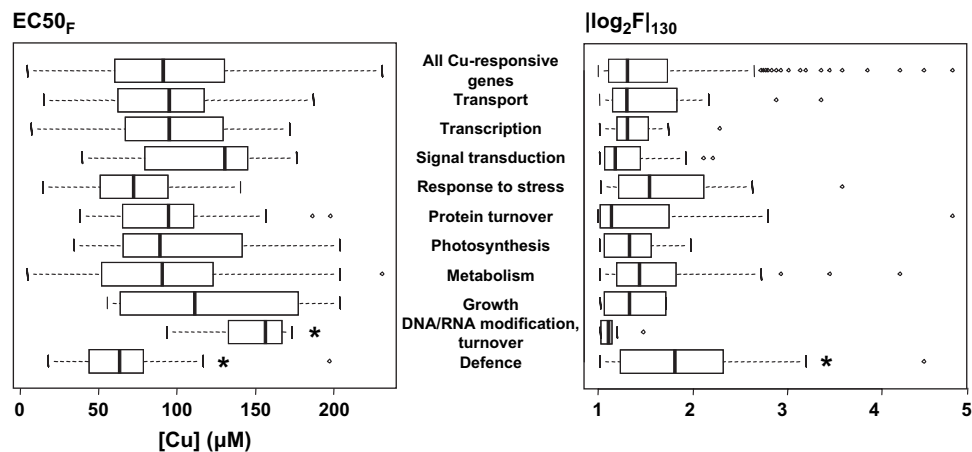 EC50F
|log2F|130
All Cu-responsive
genes
Transport
Transcription
Signal transduction
Response to stress
Protein turnover
Photosynthesis
Metabolism
Growth
DNA/RNA modification,
turnover
Defence
*
*
*
0 50 100 150 200
1 2 3 4 5
[Cu] (µM)